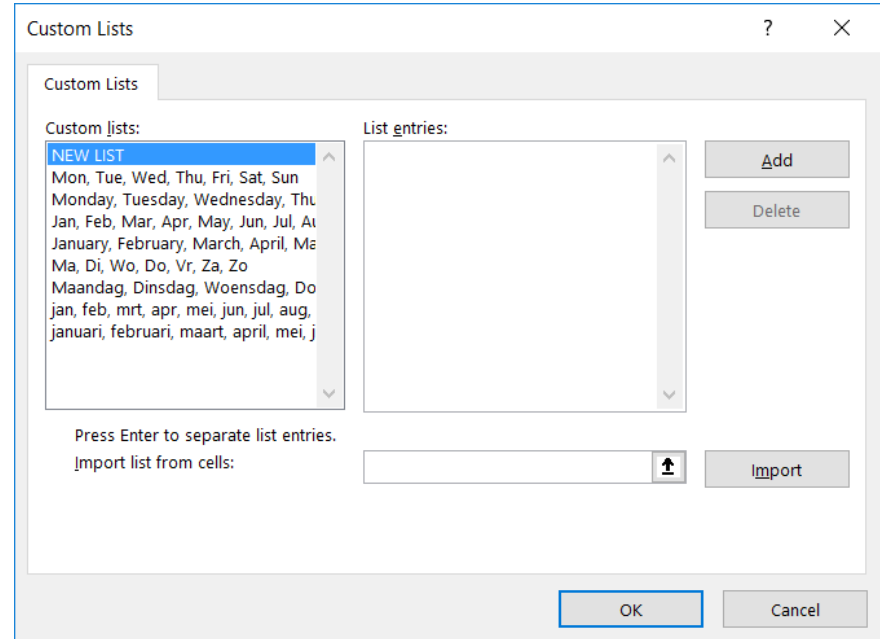 Custom Lists
?
Custom Lists
Custom lists:
NEW LIST
Mon, Tue, Wed, Thu, Fri, Sat, Sun
Monday, Tuesday, Wednesday, Thu
Jan, Feb, Mar, Apr, May, Jun, Jul, Au
January, February, March, April, Ma
Ma, Di, Wo, Do, Vr, Za, Zo
Maandag, Dinsdag, Woensdag, Do
jan, feb, mrt, apr, mei, jun, jul, aug,
januari, februari, maart, april, mei, j
List entries:
Add
Delete
Press Enter to separate list entries.
Import list from cells:
Import
OK
Cancel